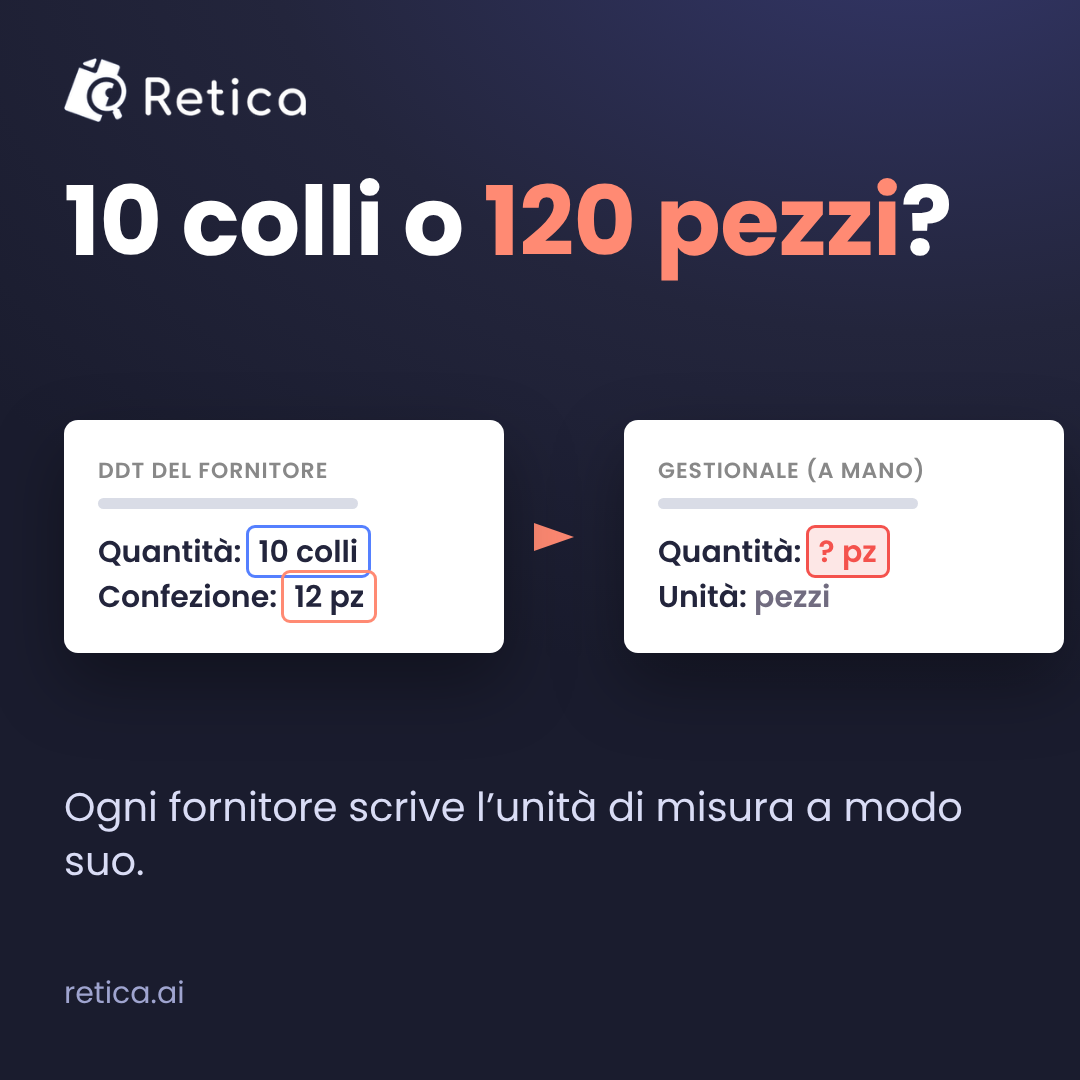 Retica
10 colli o 120 pezzi?
DDT DEL FORNITORE
Quantità: 10 colli
Confezione: 12 pz
GESTIONALE (A MANO)
Quantità: ? pz
Unità: pezzi
Ogni fornitore scrive l’unità di misura a modo
suo.
retica.ai